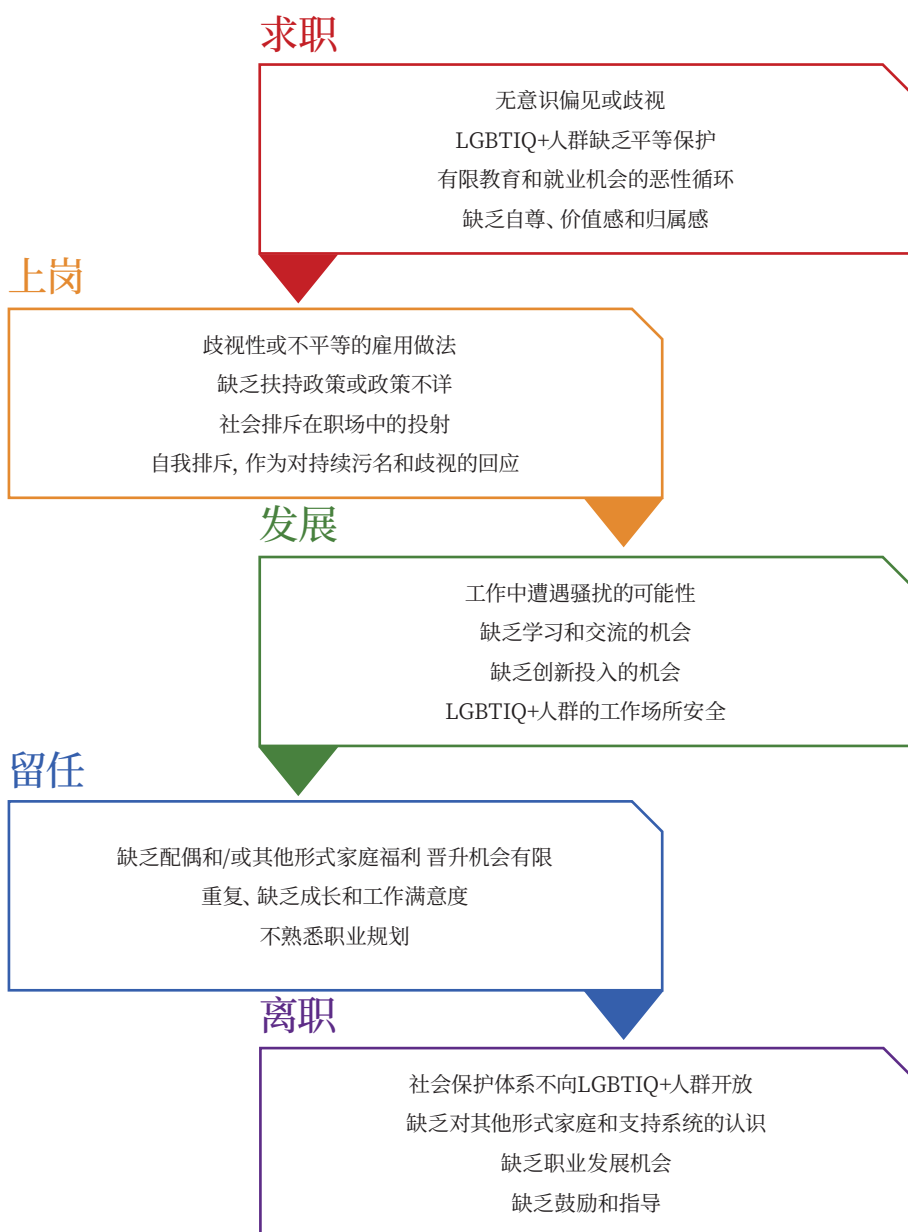 求职
无意识偏见或歧视
LGBTIQ+人群缺乏平等保护
有限教育和就业机会的恶性循环
缺乏自尊、价值感和归属感
上岗
歧视性或不平等的雇用做法
缺乏扶持政策或政策不详
社会排斥在职场中的投射
自我排斥, 作为对持续污名和歧视的回应
发展
工作中遭遇骚扰的可能性
缺乏学习和交流的机会
缺乏创新投入的机会
LGBTIQ+人群的工作场所安全
留任
缺乏配偶和/或其他形式家庭福利 晋升机会有限
重复、缺乏成长和工作满意度
不熟悉职业规划
离职
社会保护体系不向LGBTIQ+人群开放
缺乏对其他形式家庭和支持系统的认识
缺乏职业发展机会
缺乏鼓励和指导